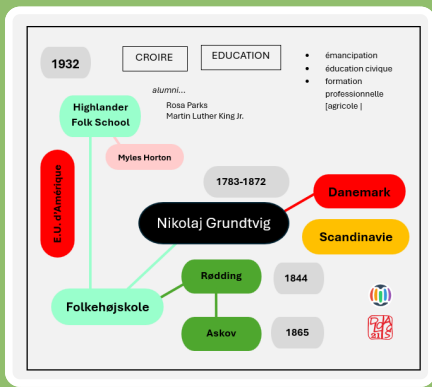 1932
CROIRE
EDUCATION
• émancipation
• éducation civique
• formation
professionnelle
[agricole |
alumni...
Rosa Parks
Martin Luther King Jr.
Highlander
Folk School
Myles Horton
E.U. d'Amérique
1783-1872
Danemark
Nikolaj Grundtvig
Scandinavie
Rødding
1844
Folkehøjskole
Askov
1865